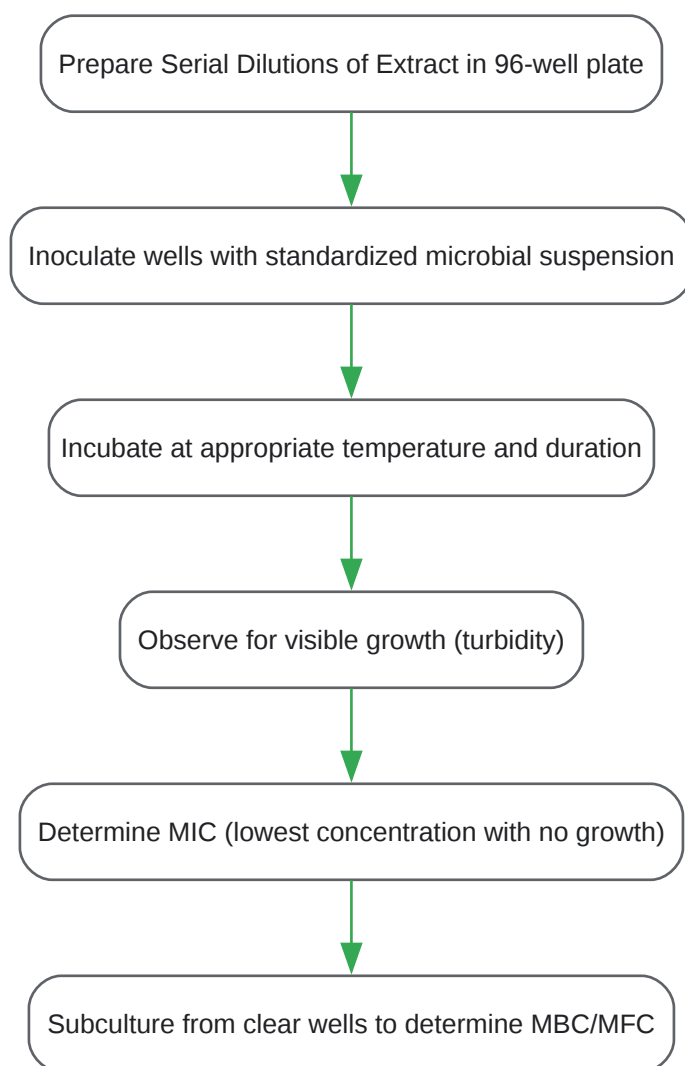 Prepare Serial Dilutions of Extract in 96-well plate
Inoculate wells with standardized microbial suspension
Incubate at appropriate temperature and duration
Observe for visible growth (turbidity)
Determine MIC (lowest concentration with no growth)
Subculture from clear wells to determine MBC/MFC